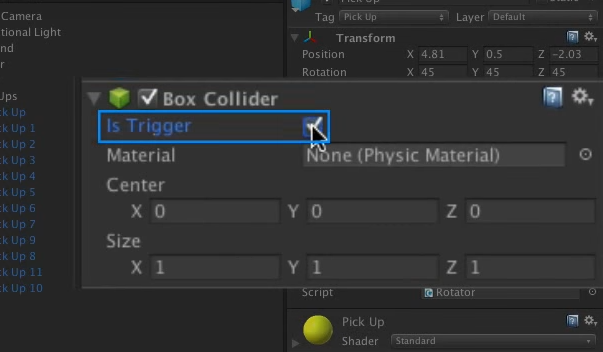 Camera
tional Light
nd
r
Ups
ck Up
ck Up 1
ck Up 2
ck Up 3
ck Up 4
ck Up 5
ck Up 6
ck Up 7
ck Up 9
ck Up 8
ck Up 11
ck Up 10
Tag Pick Up Layer Default
Transform
Position X 4.81 Y 0.5 Z -2.03
Rotation X 45 Y 45 Z 45
Box Collider
Is Trigger
Material None (Physic Material)
Center
X 0 Y 0 Z 0
Size
X 1 Y 1 Z 1
Script Rotator
Pick Up
Shader Standard